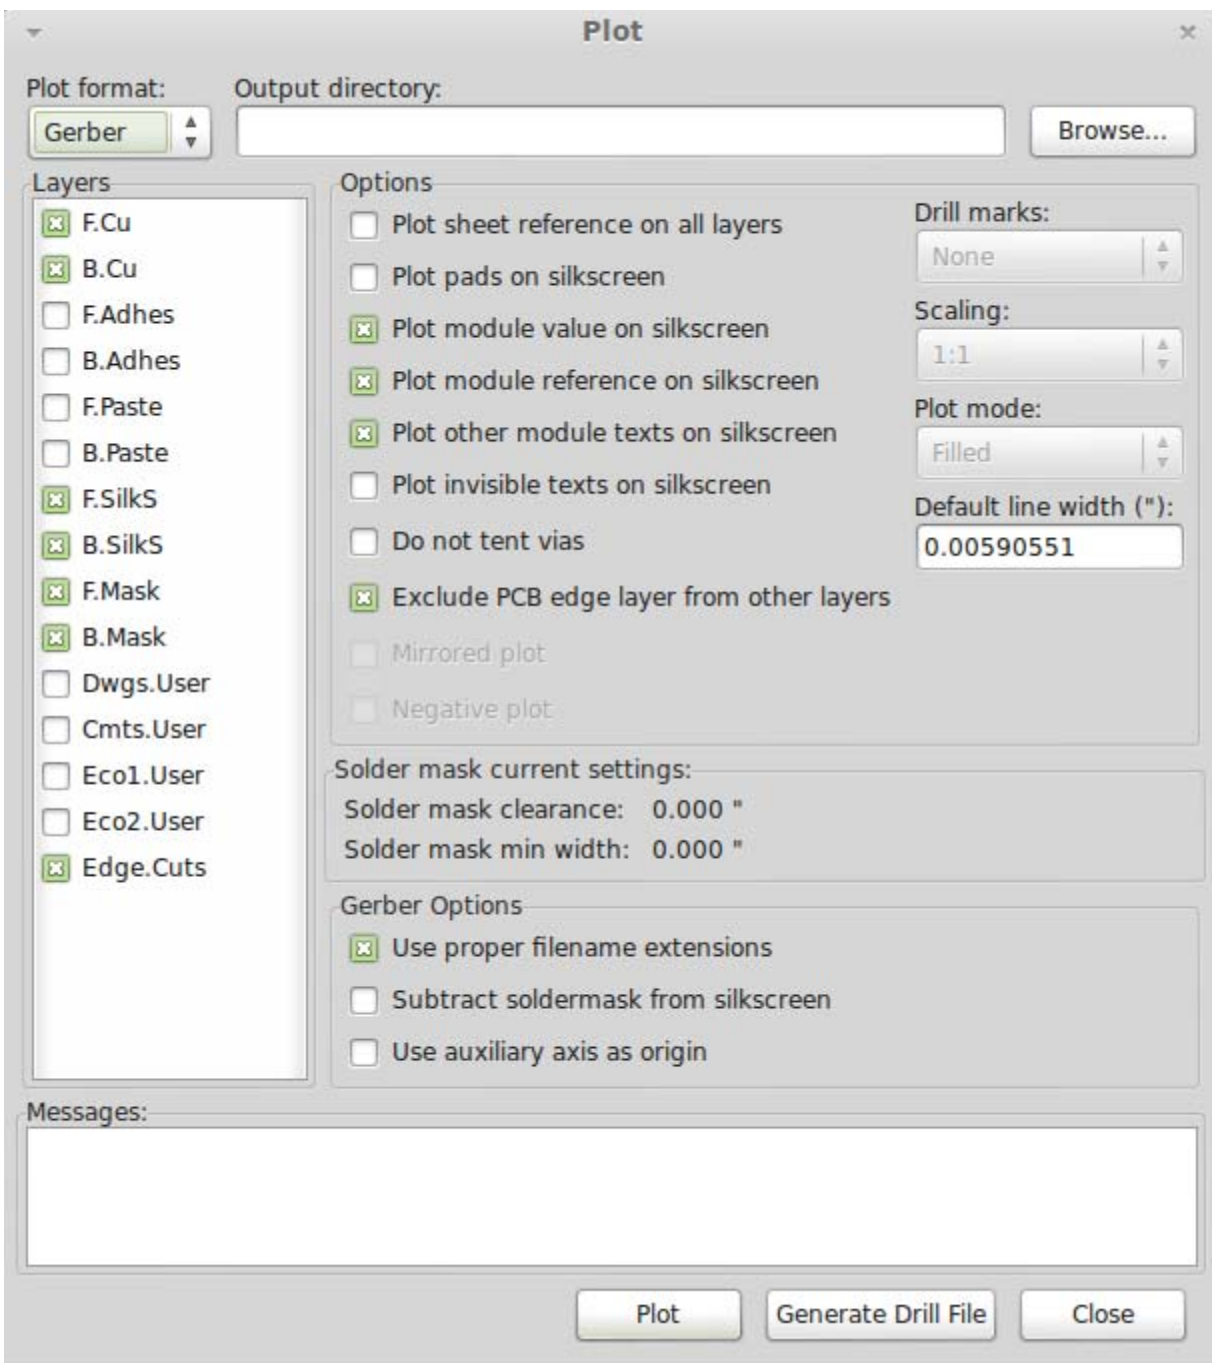 Plot
Plot format:
Output directory:
Gerber
Browse...
Layers
F.Cu
B.Cu
F.Adhes
B.Adhes
F.Paste
B.Paste
F.SilkS
B.SilkS
F.Mask
B.Mask
Dwgs.User
Cmts.User
Eco1.User
Eco2.User
Edge.Cuts
Options
Plot sheet reference on all layers
Plot pads on silkscreen
Plot module value on silkscreen
Plot module reference on silkscreen
Plot other module texts on silkscreen
Plot invisible texts on silkscreen
Do not tent vias
Exclude PCB edge layer from other layers
Mirrored plot
Negative plot
Drill marks:
None
Scaling:
1:1
Plot mode:
Filled
Default line width ("):
0.00590551
Solder mask current settings:
Solder mask clearance: 0.000 "
Solder mask min width: 0.000 "
Gerber Options
Use proper filename extensions
Subtract soldermask from silkscreen
Use auxiliary axis as origin
Messages:
Plot
Generate Drill File
Close